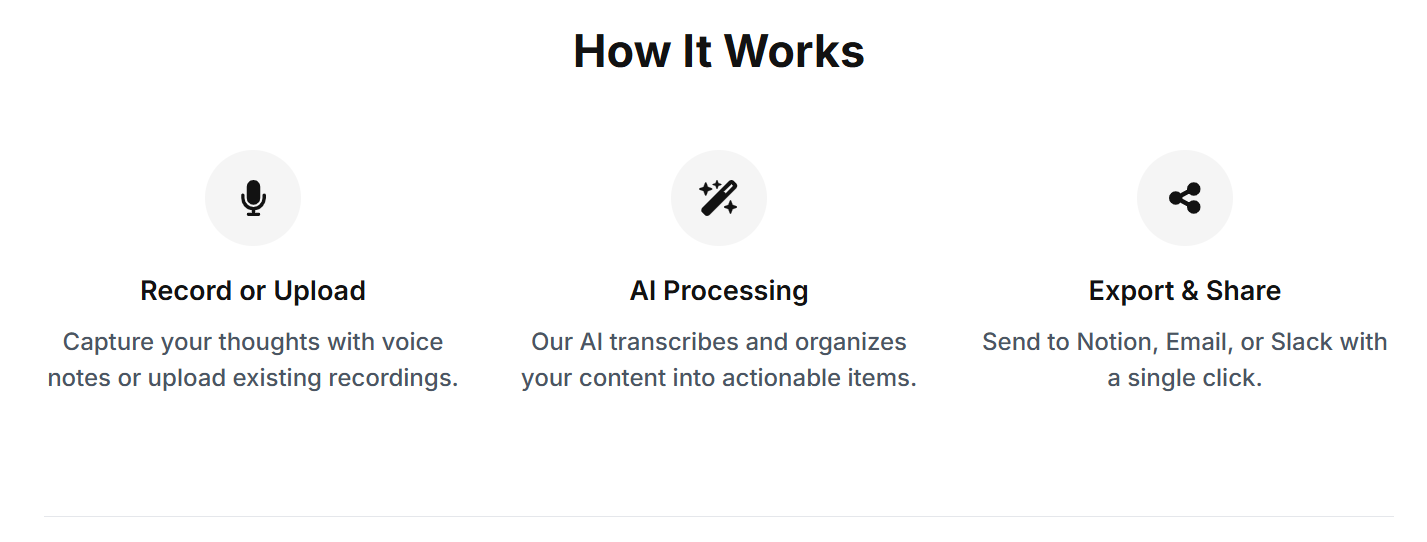 How It Works
Record or Upload
Capture your thoughts with voice
notes or upload existing recordings.
AI Processing
Our AI transcribes and organizes
your content into actionable items.
Export & Share
Send to Notion, Email, or Slack with
a single click.